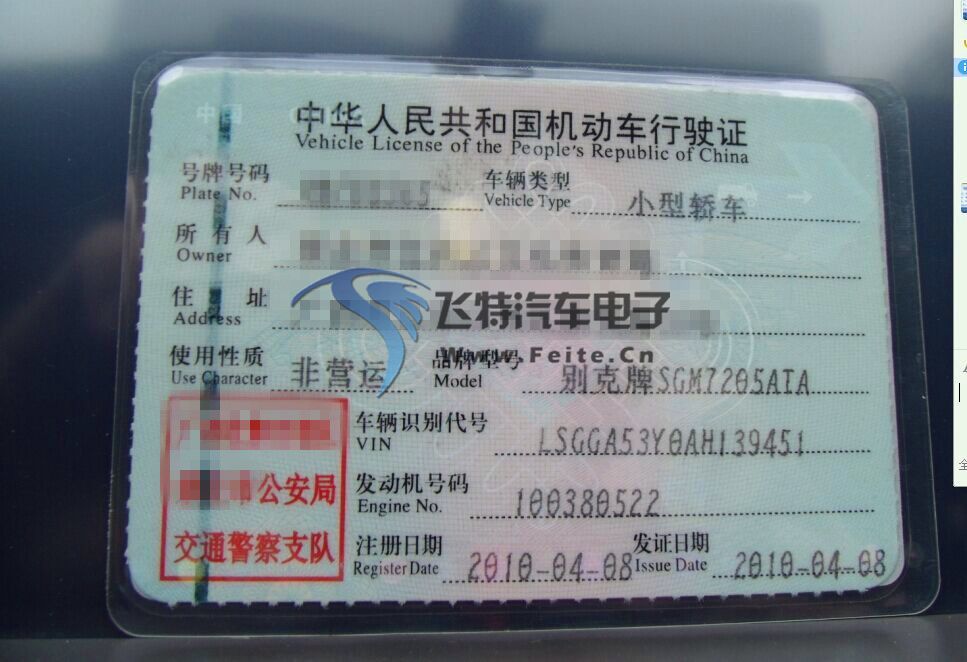 中华人民共和国机动车行驶证
Vehicle License of the People's Republic of China
号牌号码
Plate No.
车辆类型 小型轿车
Vehicle Type
所有人
Owner
住址
Address
飞特汽车电子
www.Feite.Cn
使用性质 非营运
Use Character
品牌型号 别克牌SGM7205ATA
Model
车辆识别代号 LSGGA53Y0AH139451
VIN
公安局
交通警察支队
发动机号码 100380522
Engine No.
注册日期 2010-04-08
Register Date
发证日期 2010-04-08
Issue Date